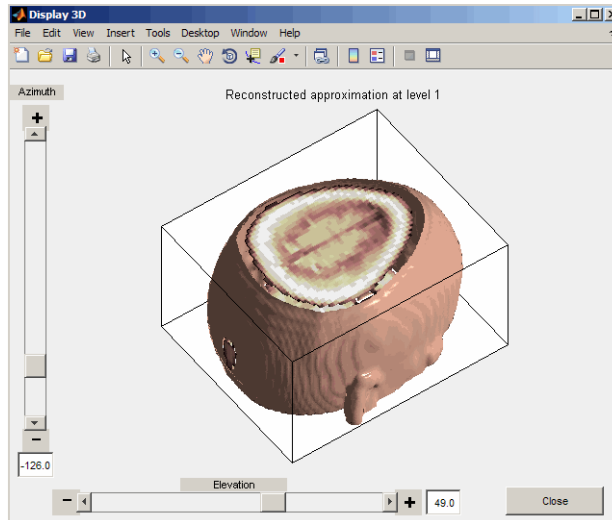 Display 3D
File Edit View Insert Tools Desktop Window Help
Azimuth
Reconstructed approximation at level 1
+
−
-126.0
Elevation
−
+
49.0
Close